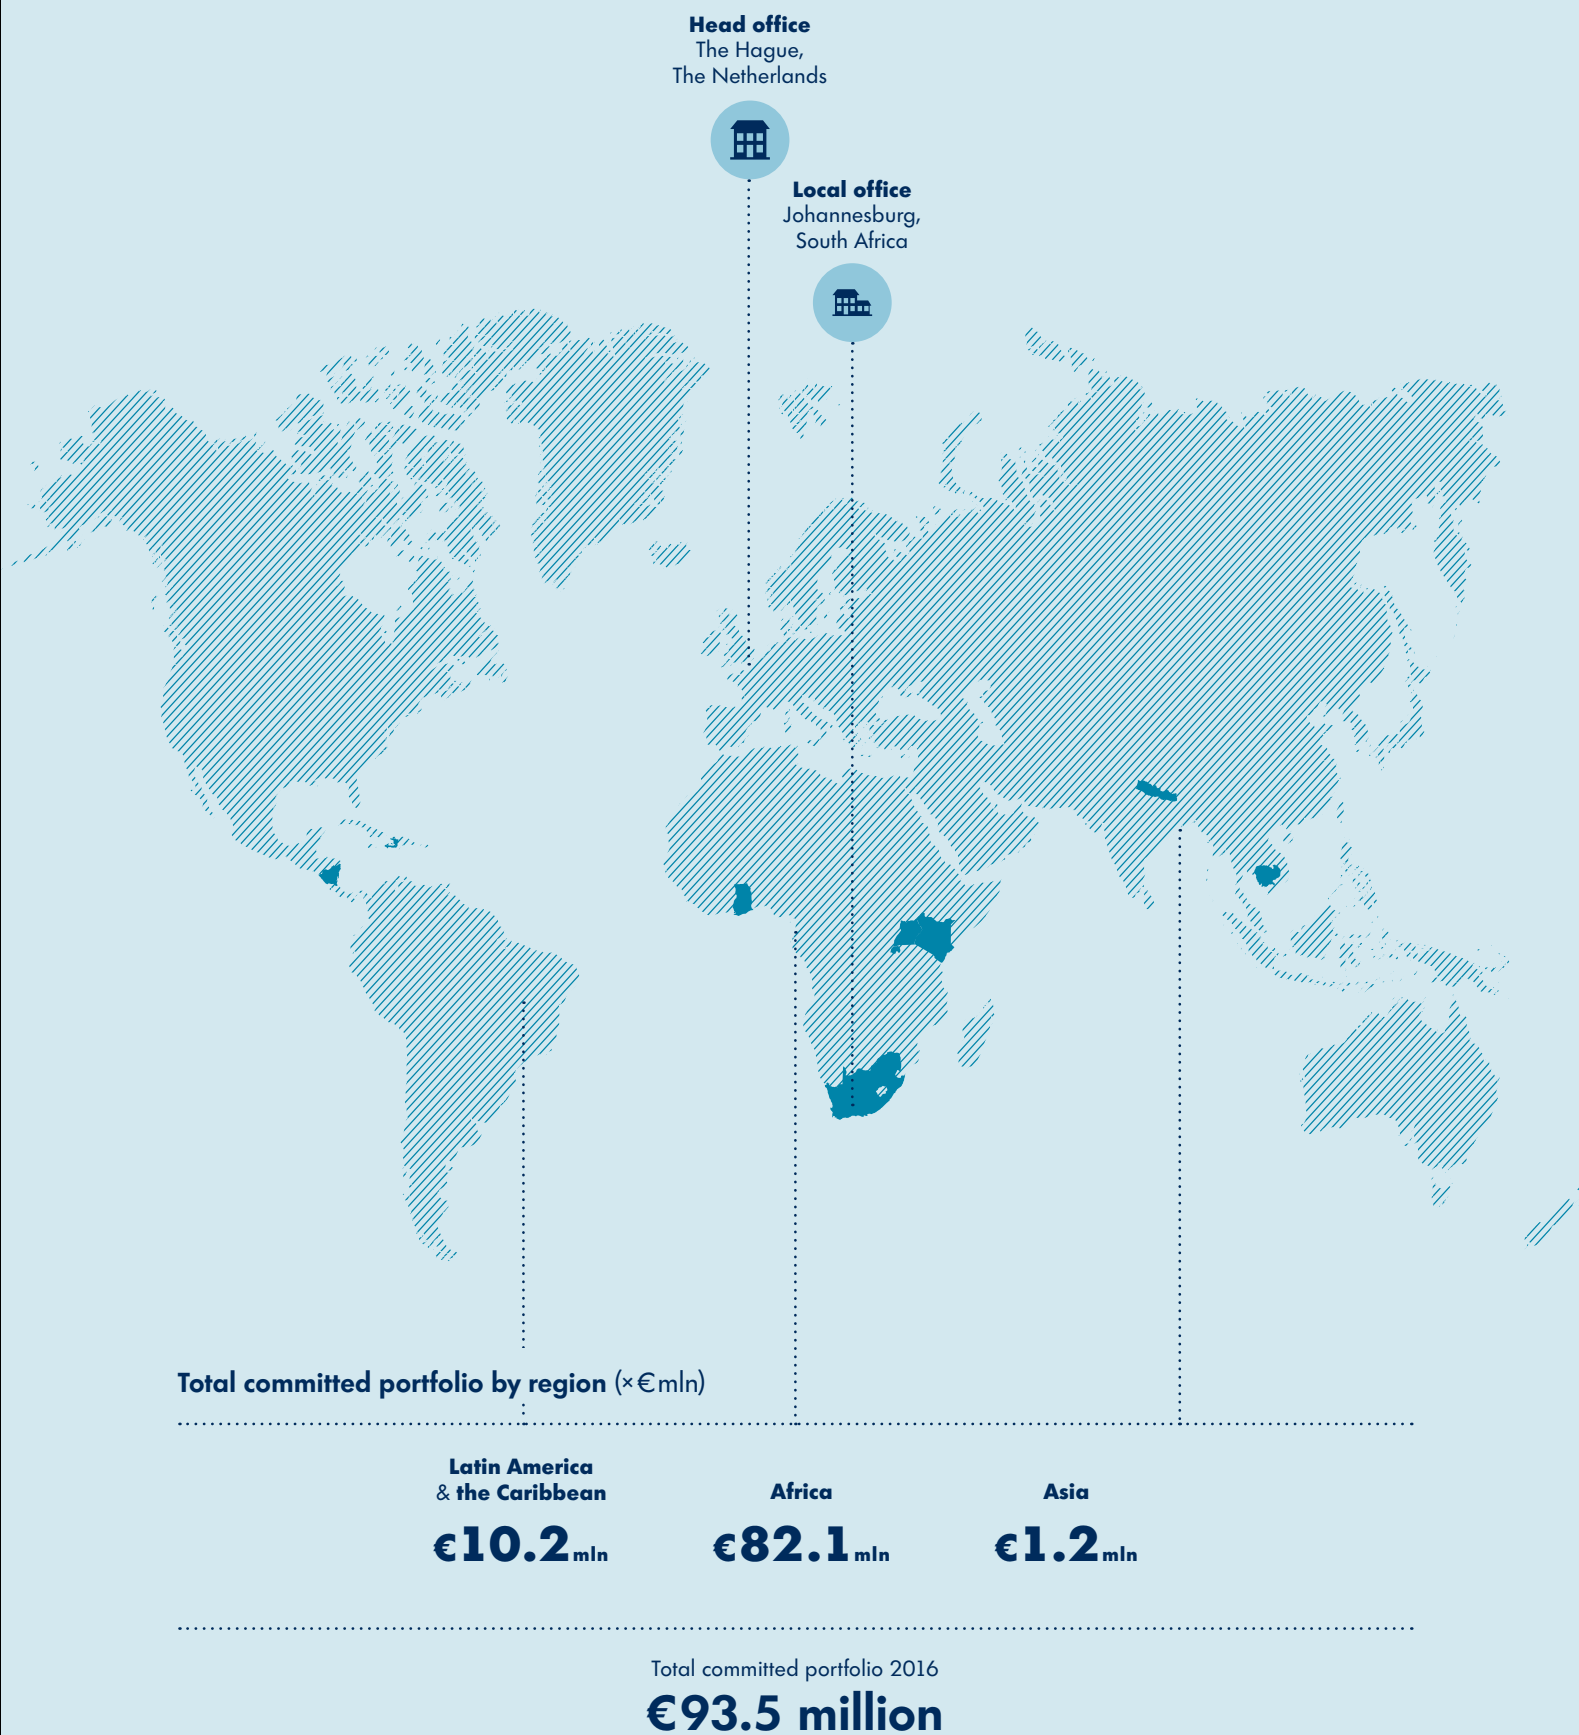 Head office
The Hague,
The Netherlands
Local office
Johannesburg,
South Africa
Total committed portfolio by region (×€mln)
Latin America
& the Caribbean
€10.2mln
Africa
€82.1mln
Asia
€1.2mln
Total committed portfolio 2016
€93.5 million